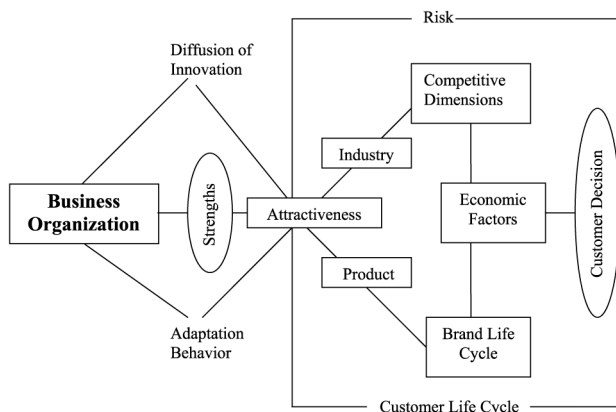 Risk
Diffusion of
Innovation
Competitive
Dimensions
Industry
Business
Organization
Strengths
Attractiveness
Economic
Factors
Customer Decision
Product
Adaptation
Behavior
Brand Life
Cycle
Customer Life Cycle